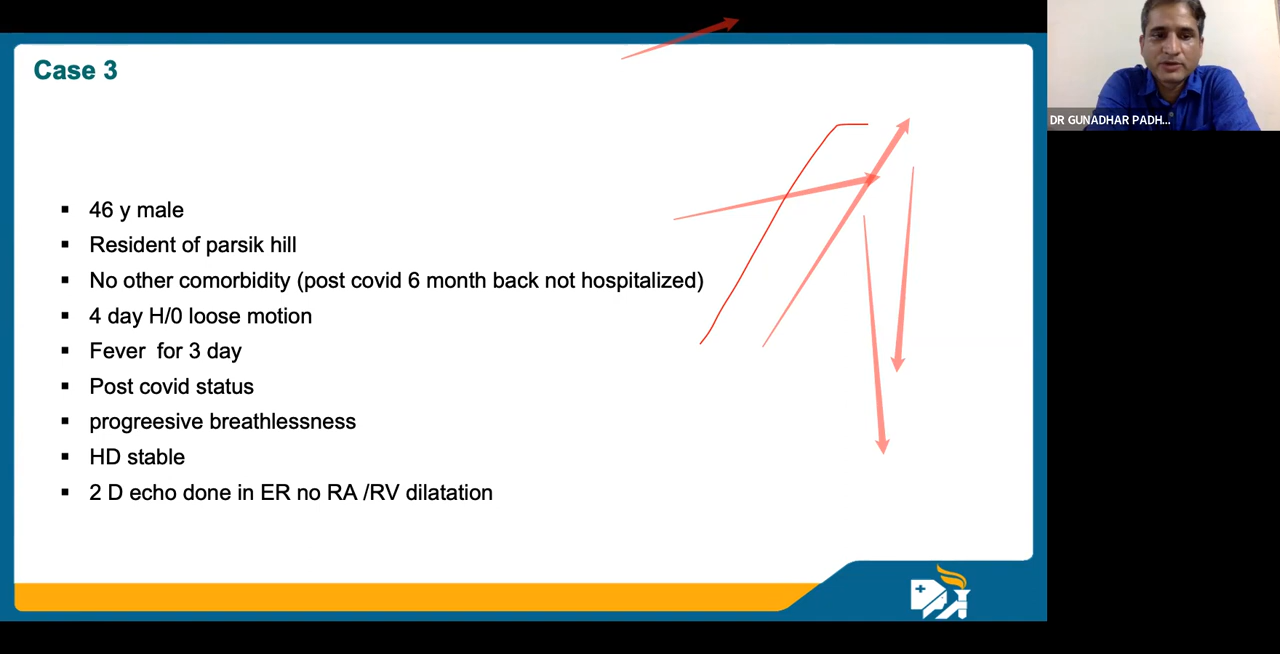 Case 3
DR GUNADHAR PADH...
46 y male
Resident of parsik hill
No other comorbidity (post covid 6 month back not hospitalized)
4 day H/0 loose motion
Fever for 3 day
Post covid status
progreesive breathlessness
HD stable
2 D echo done in ER no RA /RV dilatation